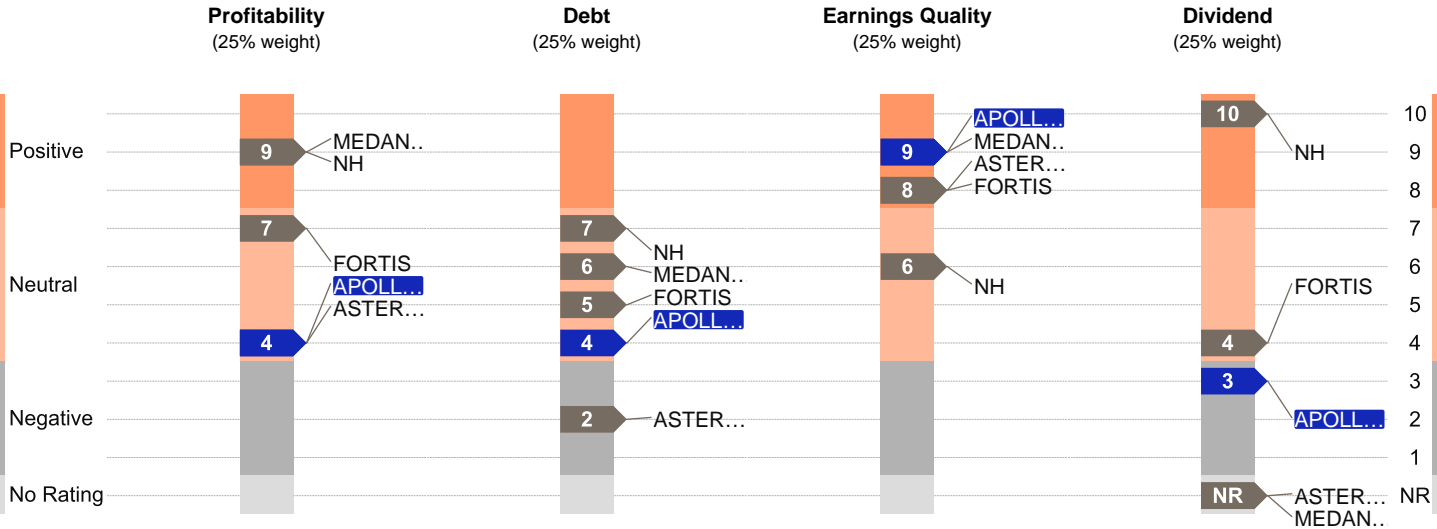 Profitability
(25% weight)
Debt
(25% weight)
Earnings Quality
(25% weight)
Dividend
(25% weight)
Positive
Neutral
Negative
No Rating
9
MEDAN..
NH
7
FORTIS
APOLL...
ASTER...
4
7
NH
6
MEDAN..
5
FORTIS
APOLL...
4
2
ASTER...
APOLL...
9
MEDAN..
ASTER...
8
FORTIS
6
NH
10
NH
FORTIS
4
3
APOLL...
NR
ASTER...
MEDAN..
10
9
8
7
6
5
4
3
2
1
NR